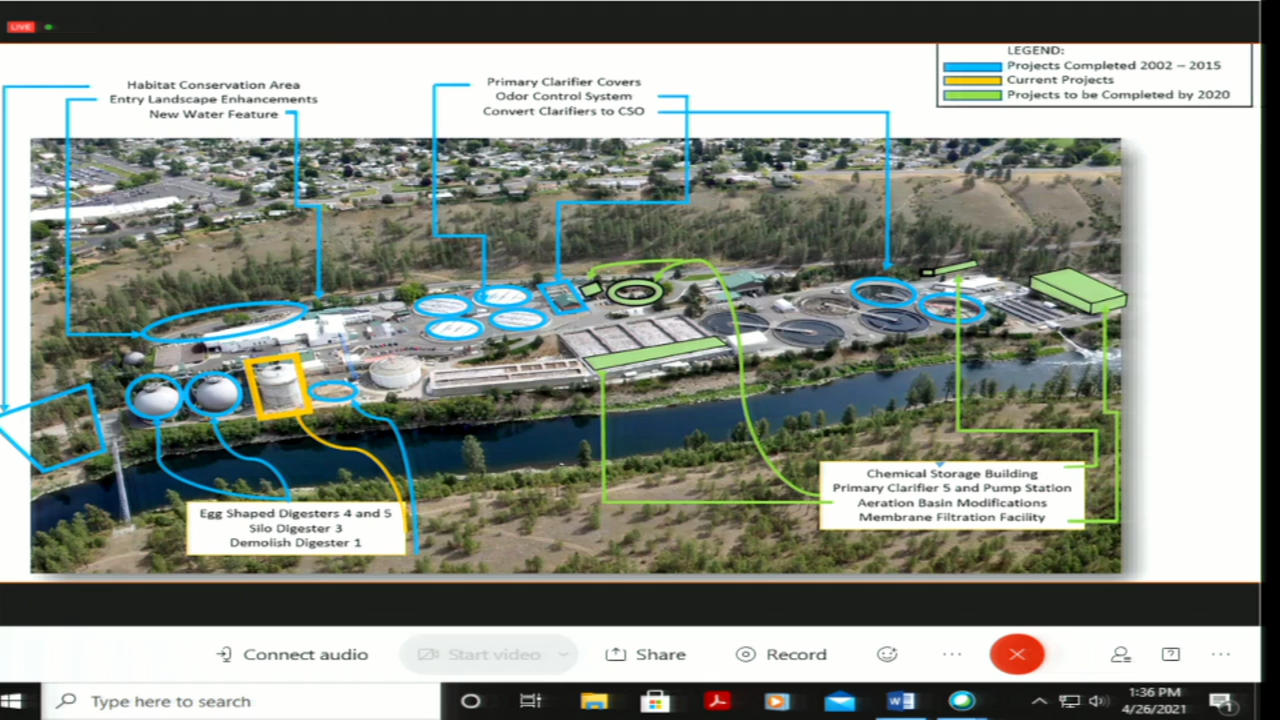 LIVE
LEGEND:
Projects Completed 2002 – 2015
Current Projects
Projects to be Completed by 2020
Habitat Conservation Area
Entry Landscape Enhancements
New Water Feature
Primary Clarifier Covers
Odor Control System
Convert Clarifiers to CSO
Egg Shaped Digesters 4 and 5
Silo Digester 3
Demolish Digester 1
Chemical Storage Building
Primary Clarifier 5 and Pump Station
Aeration Basin Modifications
Membrane Filtration Facility
Connect audio
Start video
Share
Record
Type here to search
1:36 PM
4/26/2021
1